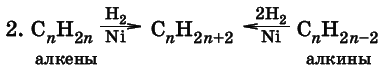 2. CₙH₂ₙ —H₂/Ni→ CₙH₂ₙ₊₂ ←2H₂/Ni— CₙH₂ₙ₋₂
алкены алкины